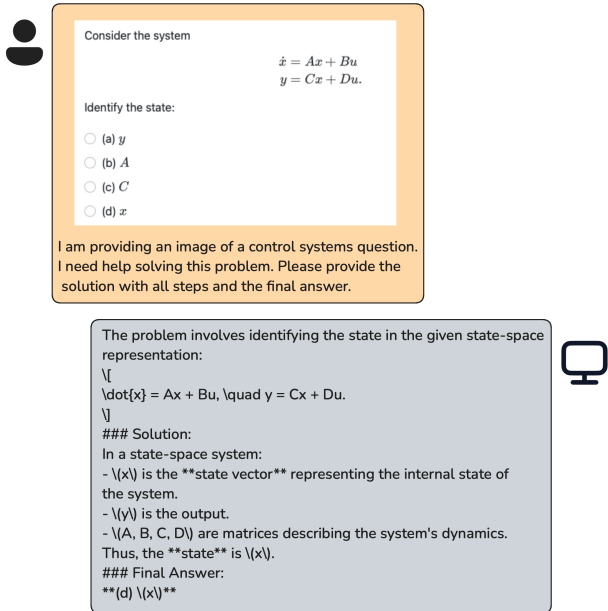 Consider the system
ẋ = Ax + Bu
y = Cx + Du.
Identify the state:
(a) y
(b) A
(c) C
(d) x
I am providing an image of a control systems question.
I need help solving this problem. Please provide the
solution with all steps and the final answer.
The problem involves identifying the state in the given state-space
representation:
\[
\dot{x} = Ax + Bu, \quad y = Cx + Du.
\]
### Solution:
In a state-space system:
- \(x\) is the **state vector** representing the internal state of
the system.
- \(y\) is the output.
- \(A, B, C, D\) are matrices describing the system's dynamics.
Thus, the **state** is \(x\).
### Final Answer:
**(d) \(x\)**